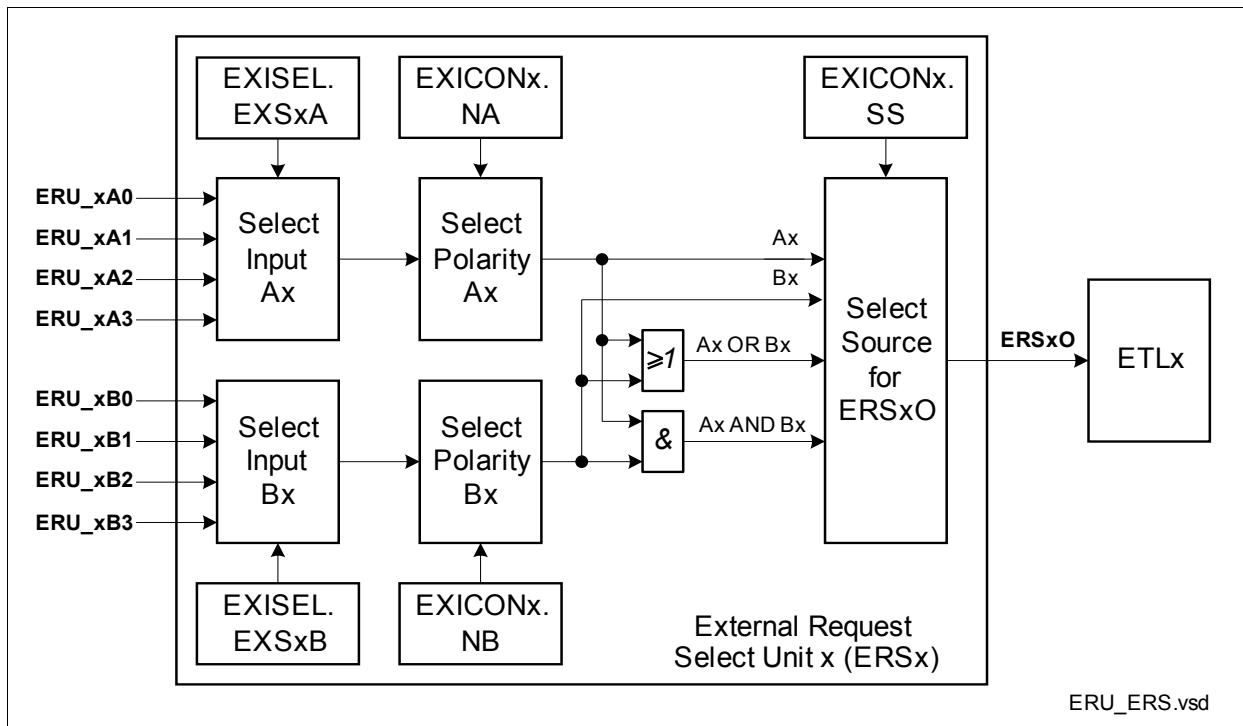 EXISEL.
EXSxA
EXICONx.
NA
EXICONx.
SS
ERU_xA0
ERU_xA1
ERU_xA2
ERU_xA3
Select
Input
Ax
Select
Polarity
Ax
Ax
Bx
≥1
Ax OR Bx
&
Ax AND Bx
Select
Source
for
ERSxO
ERSxO
ETLx
ERU_xB0
ERU_xB1
ERU_xB2
ERU_xB3
Select
Input
Bx
Select
Polarity
Bx
EXISEL.
EXSxB
EXICONx.
NB
External Request
Select Unit x (ERSx)
ERU_ERS.vsd